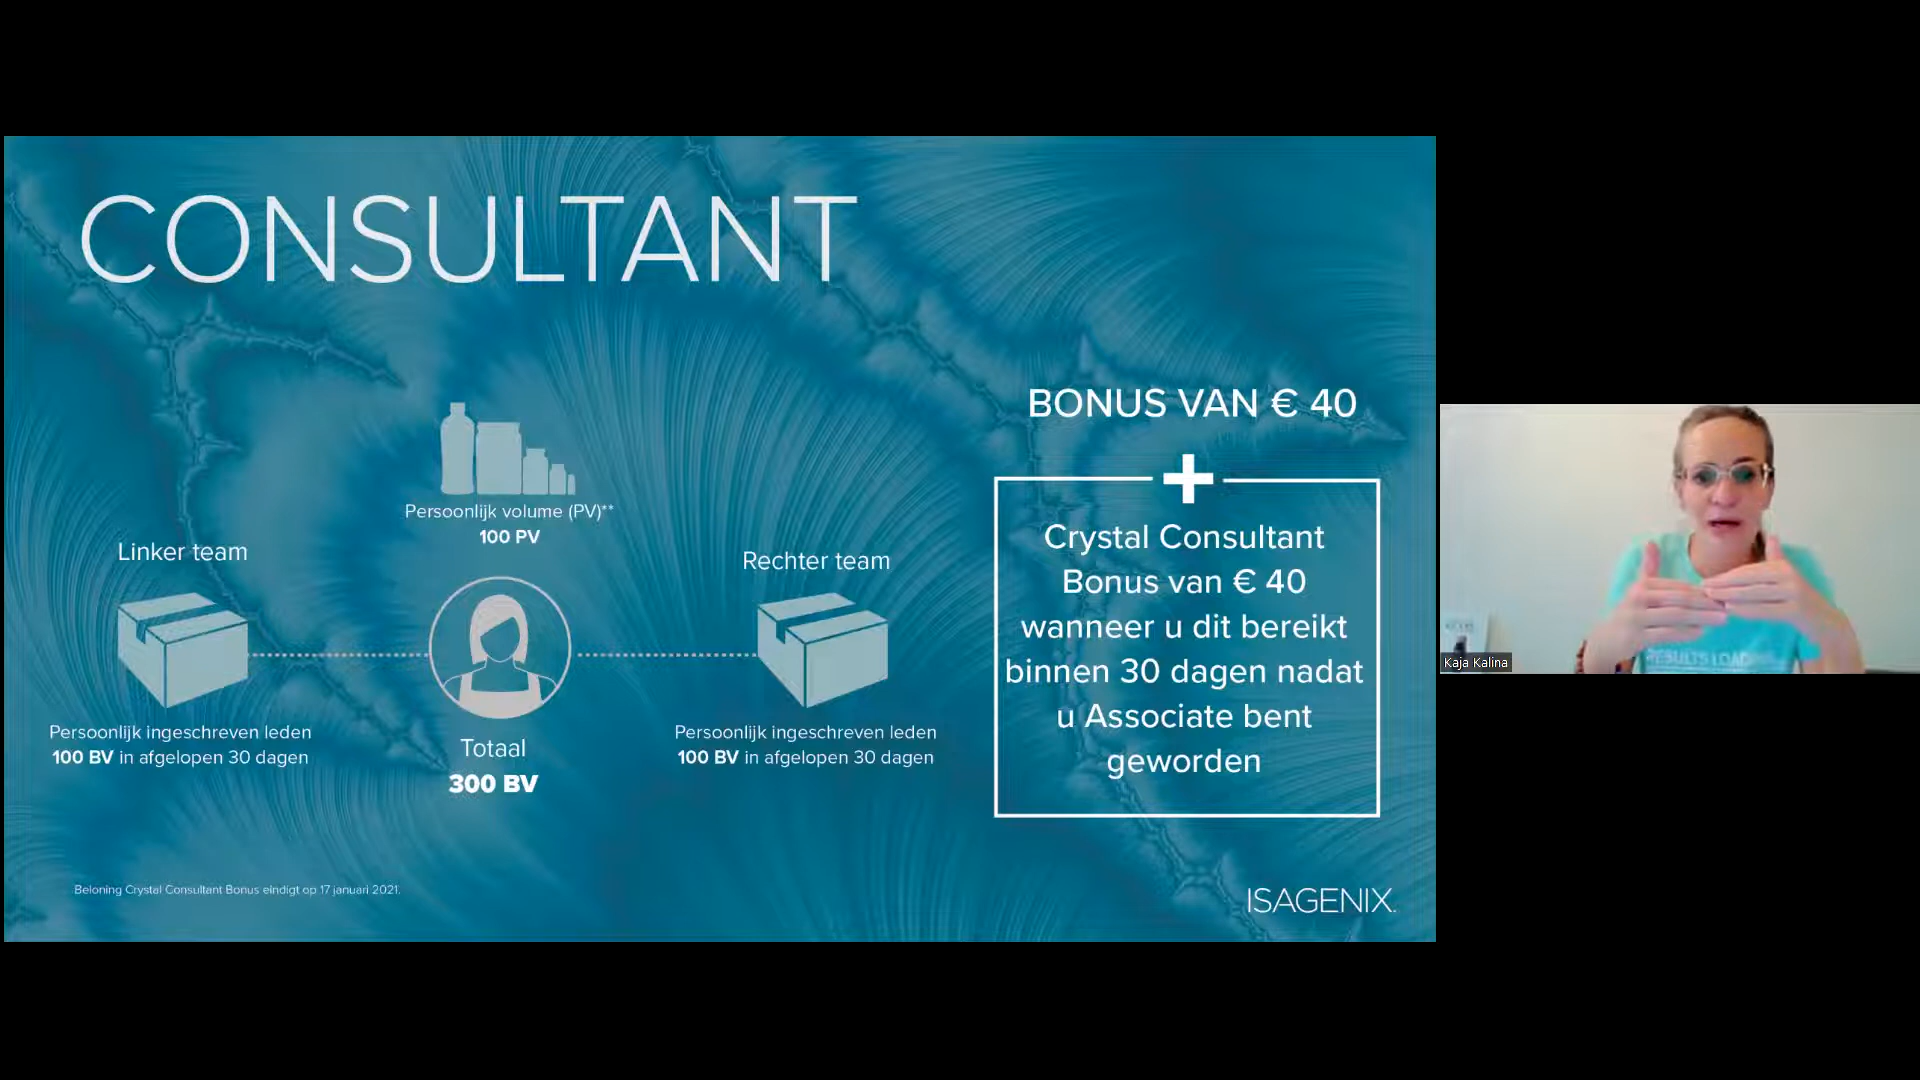 CONSULTANT
Persoonlijk volume (PV)**
100 PV
Linker team
Rechter team
Persoonlijk ingeschreven leden
100 BV in afgelopen 30 dagen
Totaal
300 BV
Persoonlijk ingeschreven leden
100 BV in afgelopen 30 dagen
BONUS VAN € 40
+
Crystal Consultant
Bonus van € 40
wanneer u dit bereikt
binnen 30 dagen nadat
u Associate bent
geworden
Beloning Crystal Consultant Bonus eindigt op 17 januari 2021.
ISAGENIX.
RESULTS
Kaja Kalina